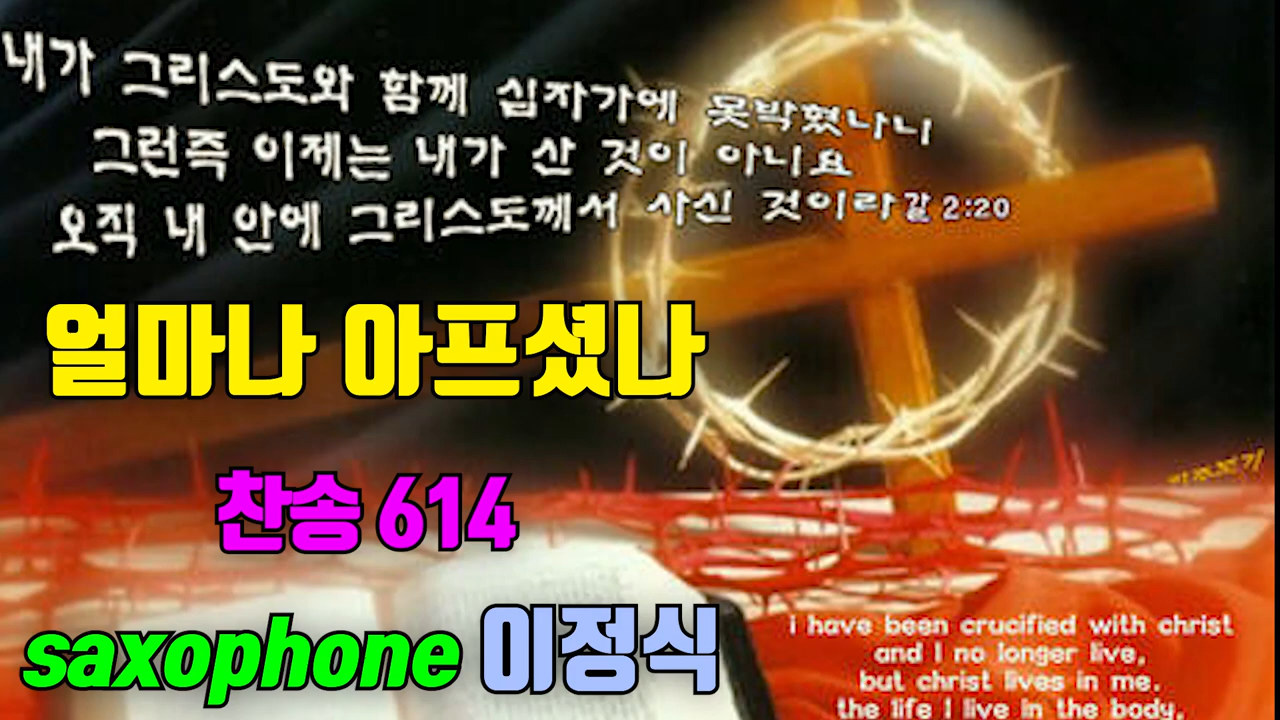 내가 그리스도와 함께 십자가에 못박혔나니
그런즉 이제는 내가 산 것이 아니요
오직 내 안에 그리스도께서 사신 것이라갈2:20
얼마나 아프셨나
찬송 614
saxophone 이정식
i have been crucified with christ
and I no longer live,
but christ lives in me.
the life I live in the body,